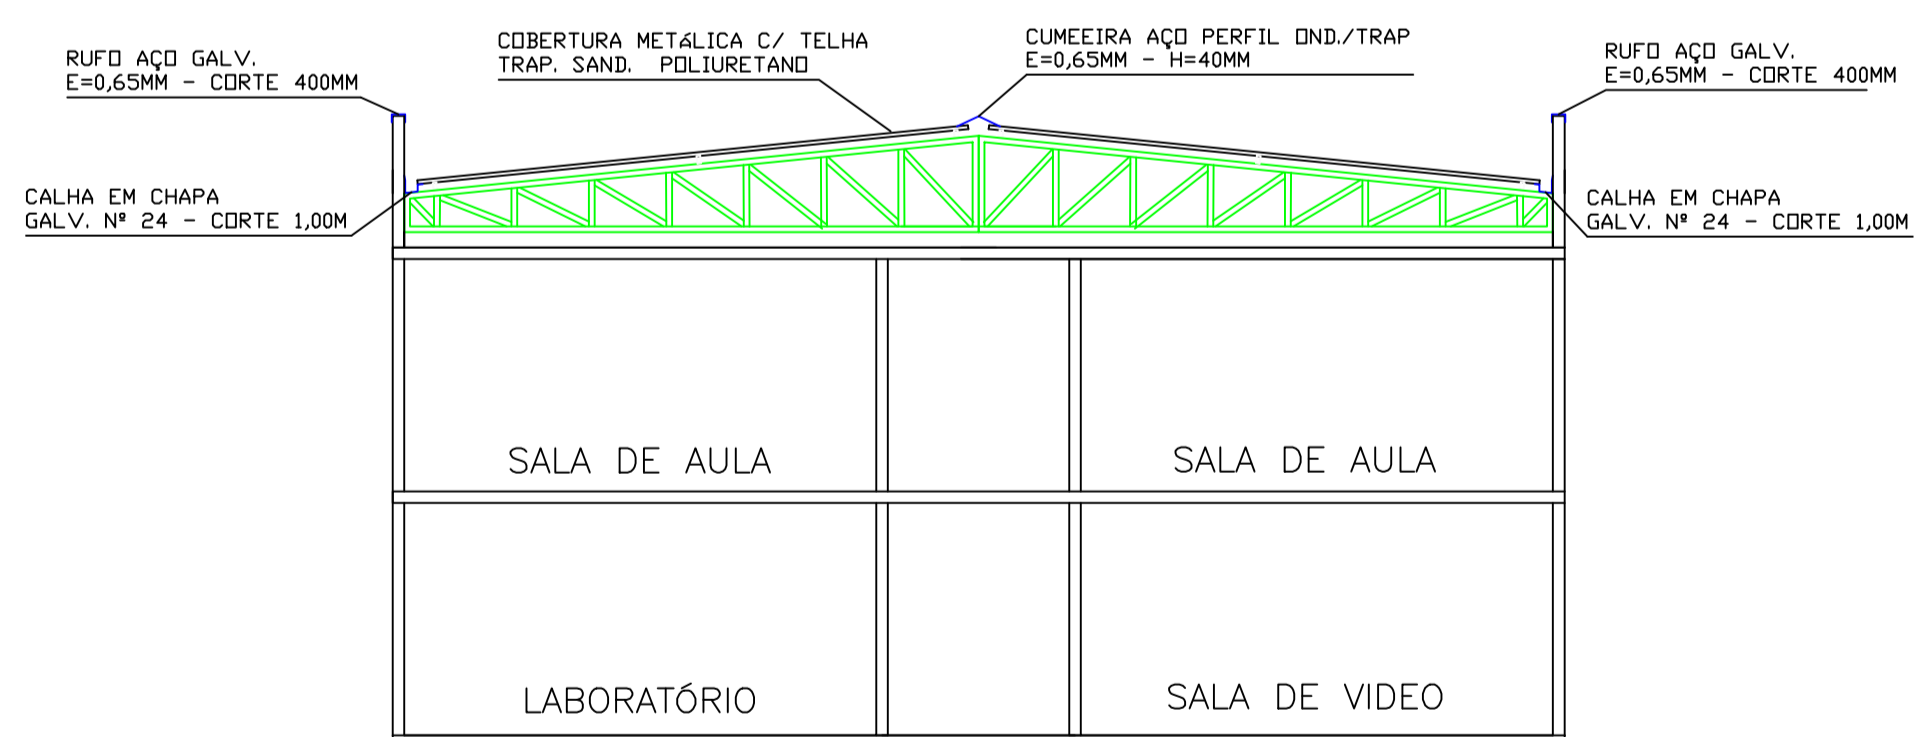 RUFO AÇO GALV.
E=0,65MM - CORTE 400MM
COBERTURA METáLICA C/ TELHA
TRAP. SAND. POLIURETANO
CUMEEIRA AÇO PERFIL OND./TRAP
E=0,65MM - H=40MM
RUFO AÇO GALV.
E=0,65MM - CORTE 400MM
CALHA EM CHAPA
GALV. Nº 24 - CORTE 1,00M
CALHA EM CHAPA
GALV. Nº 24 - CORTE 1,00M
SALA DE AULA
SALA DE AULA
LABORATÓRIO
SALA DE VIDEO